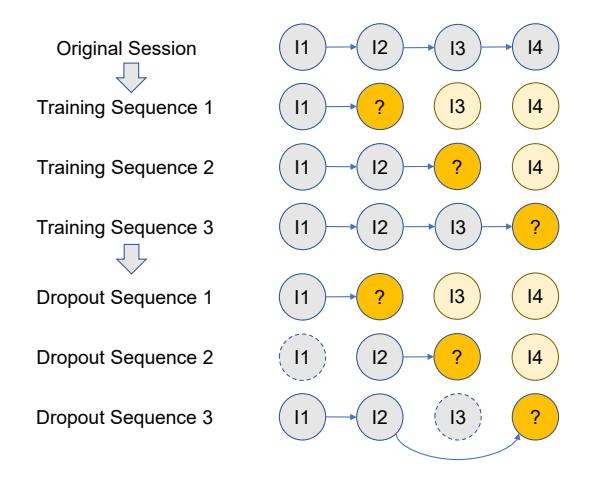 Original Session I1 I2 I3 I4
Training Sequence 1 I1 ? I3 I4
Training Sequence 2 I1 I2 ? I4
Training Sequence 3 I1 I2 I3 ?
Dropout Sequence 1 I1 ? I3 I4
Dropout Sequence 2 I1 I2 ? I4
Dropout Sequence 3 I1 I2 I3 ?